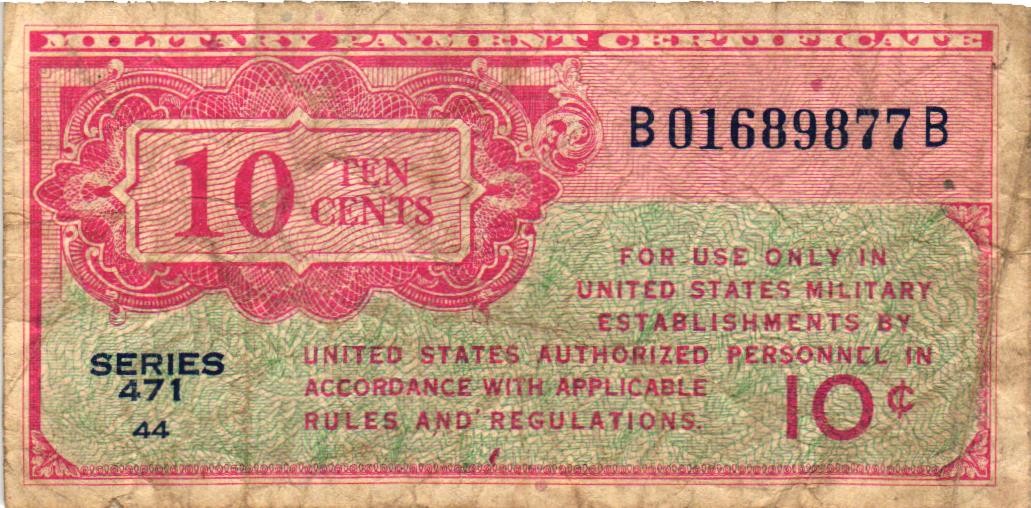 MILITARY PAYMENT CERTIFICATE
B01689877B
10 TEN
CENTS
FOR USE ONLY IN
UNITED STATES MILITARY
ESTABLISHMENTS BY
UNITED STATES AUTHORIZED PERSONNEL IN
ACCORDANCE WITH APPLICABLE
RULES AND REGULATIONS.
10¢
SERIES
471
44